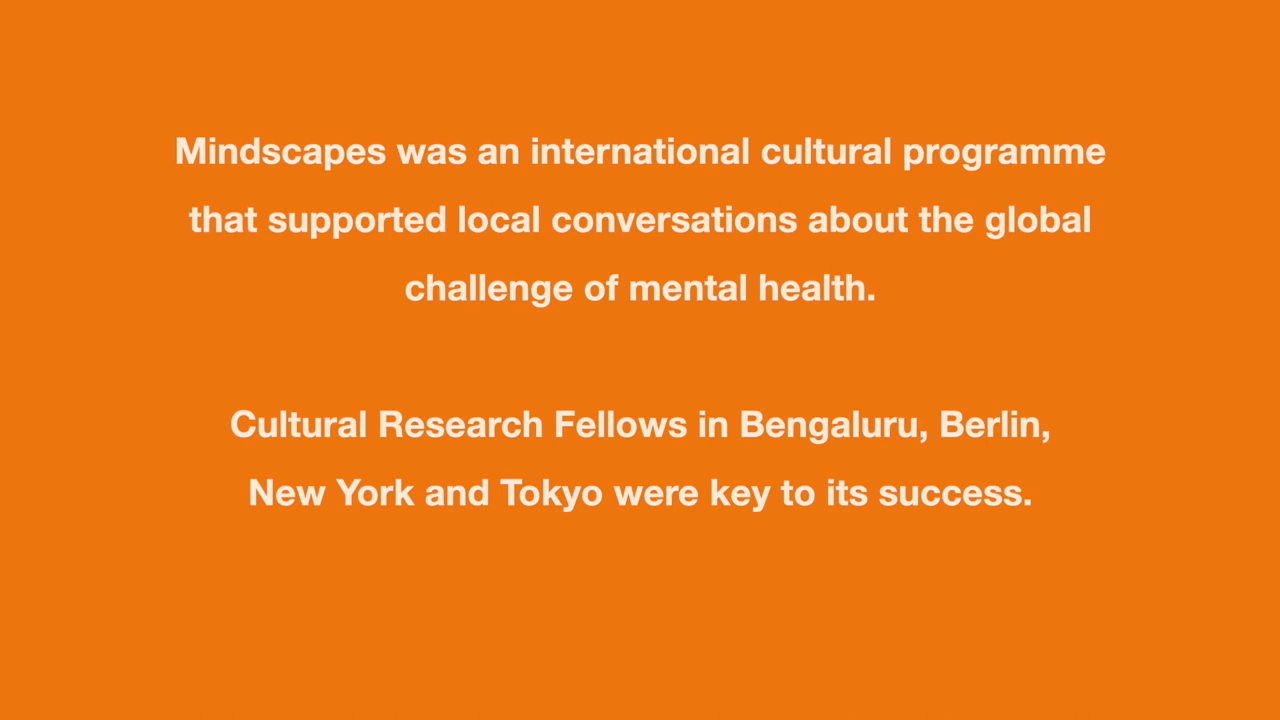 Mindscapes was an international cultural programme
that supported local conversations about the global
challenge of mental health.
Cultural Research Fellows in Bengaluru, Berlin,
New York and Tokyo were key to its success.